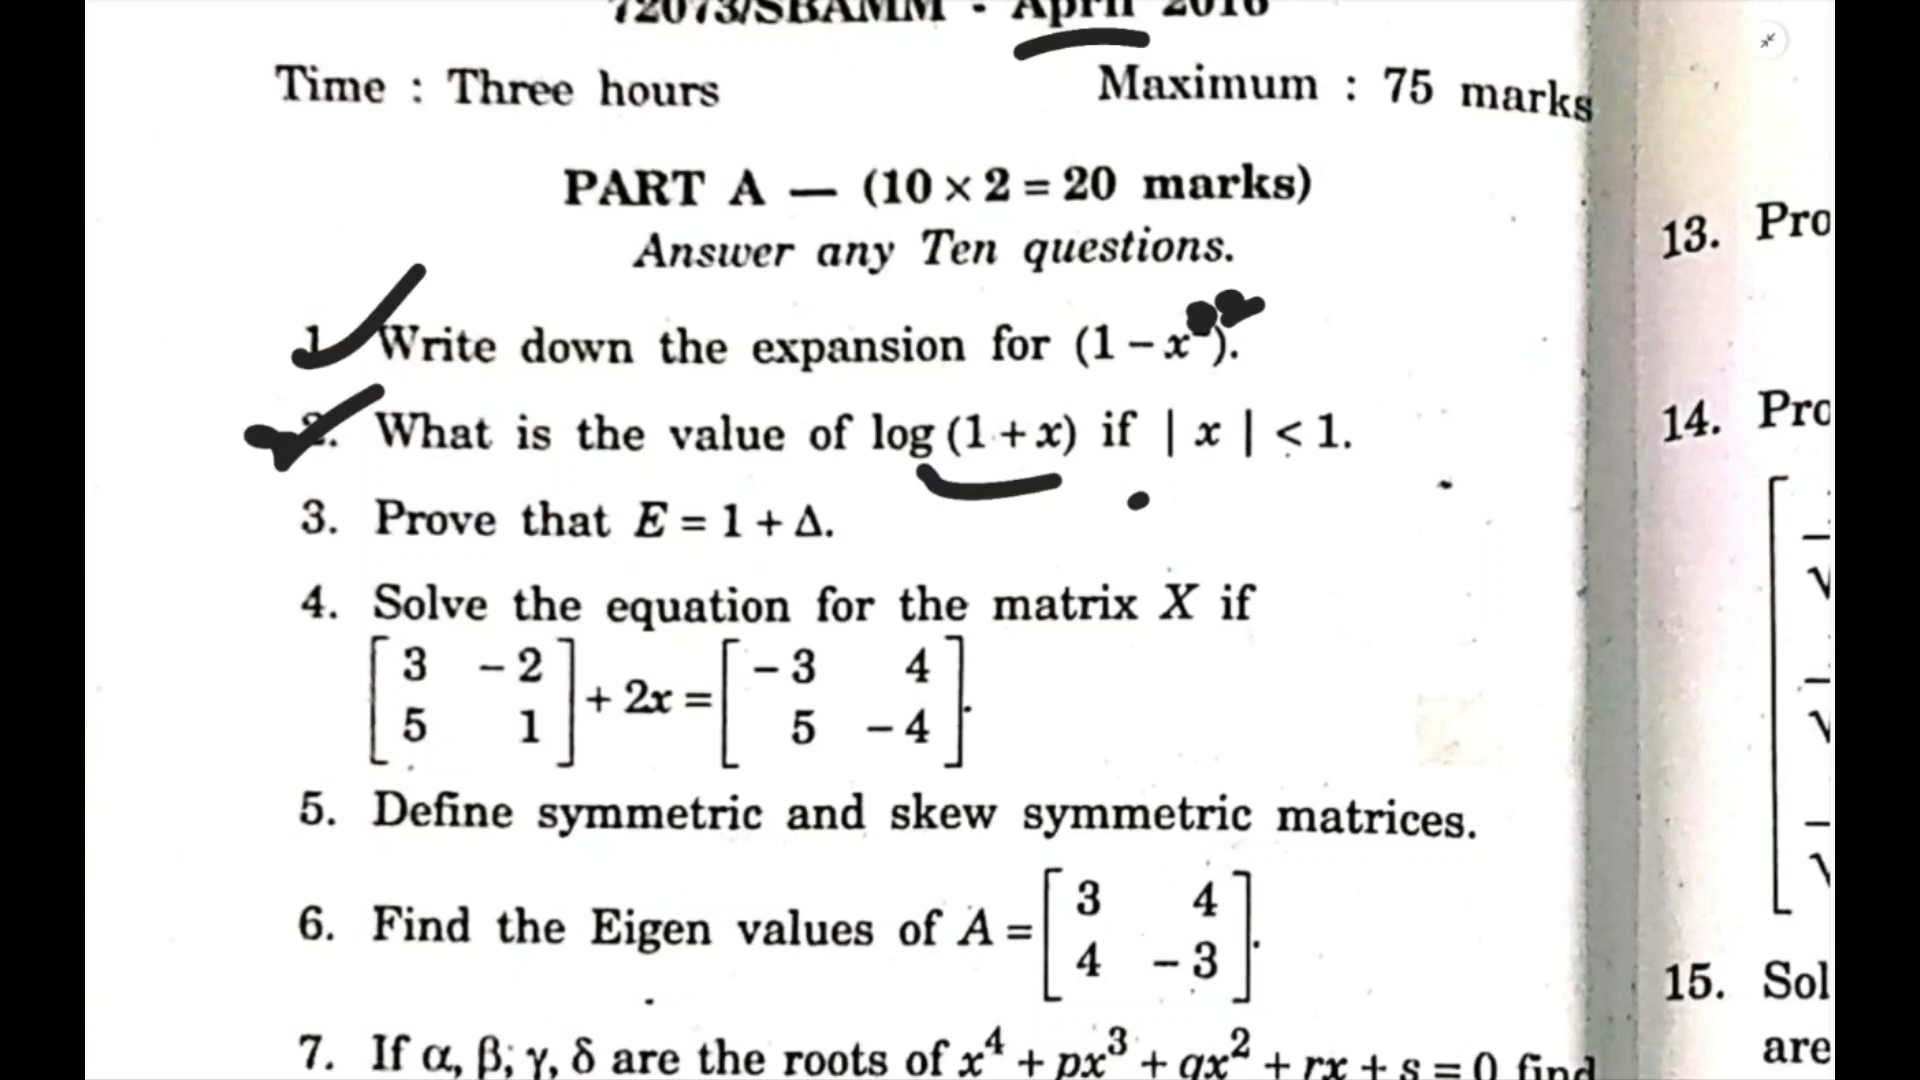 72073/SBAMM - April 2016
Time : Three hours Maximum : 75 marks
PART A — (10 × 2 = 20 marks)
Answer any Ten questions.
1. Write down the expansion for (1 – x ).
2. What is the value of log (1 + x) if | x | < 1.
3. Prove that E = 1 + Δ.
4. Solve the equation for the matrix X if
[ 3 – 2 ] + 2x = [ – 3 4 ].
[ 5 1 ] [ 5 – 4 ]
5. Define symmetric and skew symmetric matrices.
6. Find the Eigen values of A = [ 3 4 ].
[ 4 – 3 ]
7. If α, β, γ, δ are the roots of x⁴ + px³ + qx² + rx + s = 0 find
13. Pro
14. Pro
15. Sol
are